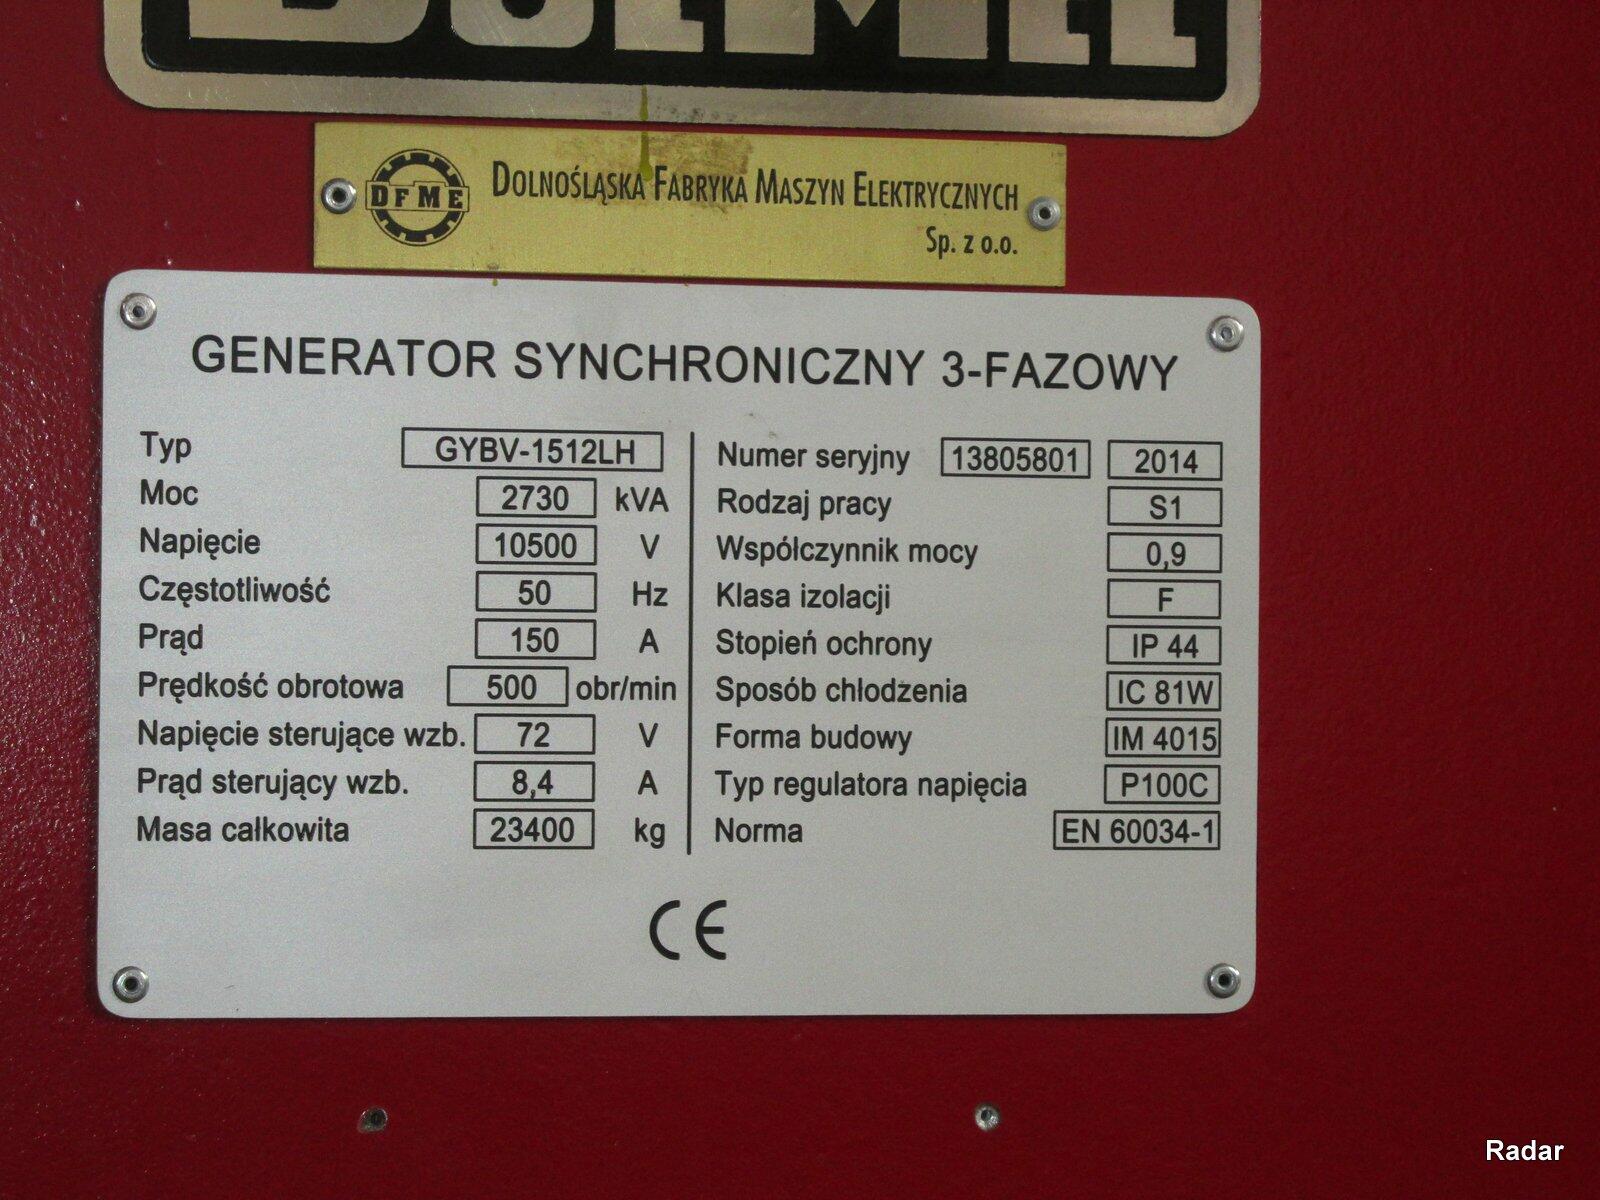 DFME
DOLNOŚLĄSKA FABRYKA MASZYN ELEKTRYCZNYCH
Sp. z o.o.
GENERATOR SYNCHRONICZNY 3-FAZOWY
Typ GYBV-1512LH
Moc 2730 kVA
Napięcie 10500 V
Częstotliwość 50 Hz
Prąd 150 A
Prędkość obrotowa 500 obr/min
Napięcie sterujące wzb. 72 V
Prąd sterujący wzb. 8,4 A
Masa całkowita 23400 kg
Numer seryjny 13805801 2014
Rodzaj pracy S1
Współczynnik mocy 0,9
Klasa izolacji F
Stopień ochrony IP 44
Sposób chłodzenia IC 81W
Forma budowy IM 4015
Typ regulatora napięcia P100C
Norma EN 60034-1
CE
Radar